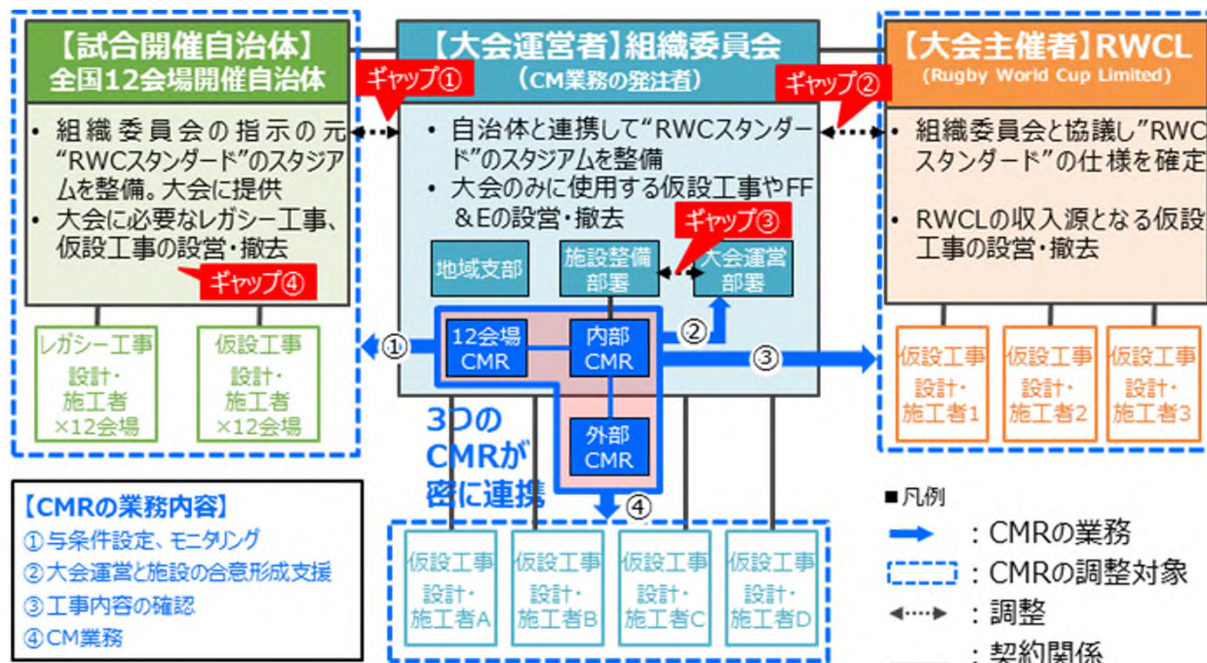 【試合開催自治体】
全国12会場開催自治体
・組織委員会の指示の元
“RWCスタンダード”のスタジア
ムを整備。大会に提供
・大会に必要なレガシー工事、
仮設工事の設営・撤去
ギャップ④
レガシー工事
設計・
施工者
×12会場
仮設工事
設計・
施工者
×12会場
ギャップ①
【大会運営者】組織委員会
(CM業務の発注者)
・自治体と連携して“RWCスタンダー
ド”のスタジアムを整備
・大会のみに使用する仮設工事やFF
&Eの設営・撤去
ギャップ③
地域支部
施設整備
部署
大会運営
部署
12会場
CMR
内部
CMR
外部
CMR
①
②
③
④
3つの
CMRが
密に連携
仮設工事
設計・
施工者A
仮設工事
設計・
施工者B
仮設工事
設計・
施工者C
仮設工事
設計・
施工者D
ギャップ②
【大会主催者】RWCL
(Rugby World Cup Limited)
・組織委員会と協議し”RWC
スタンダード”の仕様を確定
・RWCLの収入源となる仮設
工事の設営・撤去
仮設工事
設計・
施工者1
仮設工事
設計・
施工者2
仮設工事
設計・
施工者3
【CMRの業務内容】
①与条件設定、モニタリング
②大会運営と施設の合意形成支援
③工事内容の確認
④CM業務
■凡例
:CMRの業務
:CMRの調整対象
:調整
:契約関係